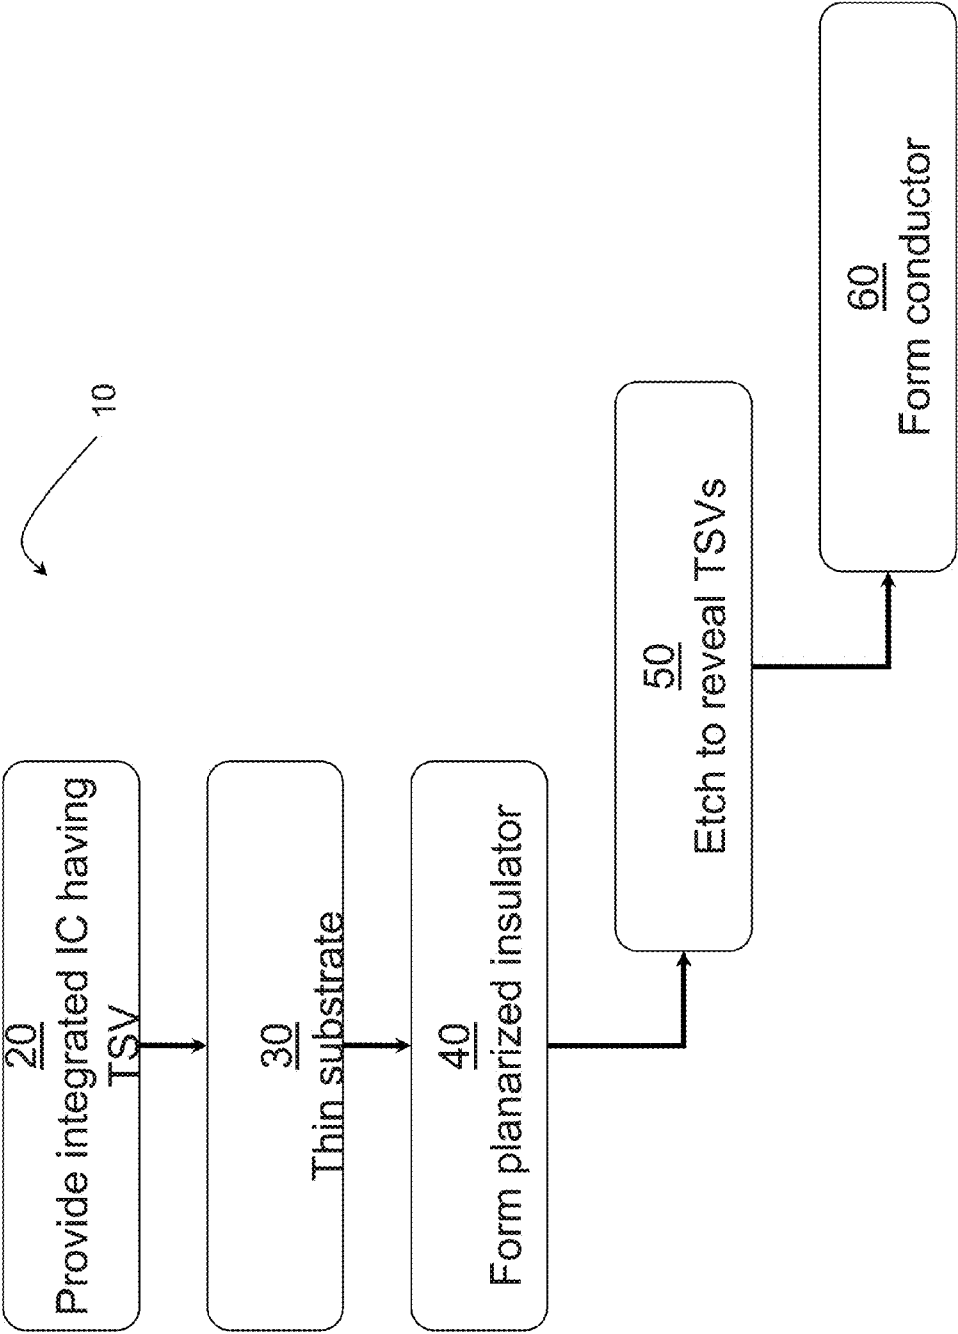 10
20
Provide integrated IC having
TSV
30
Thin substrate
40
Form planarized insulator
50
Etch to reveal TSVs
60
Form conductor